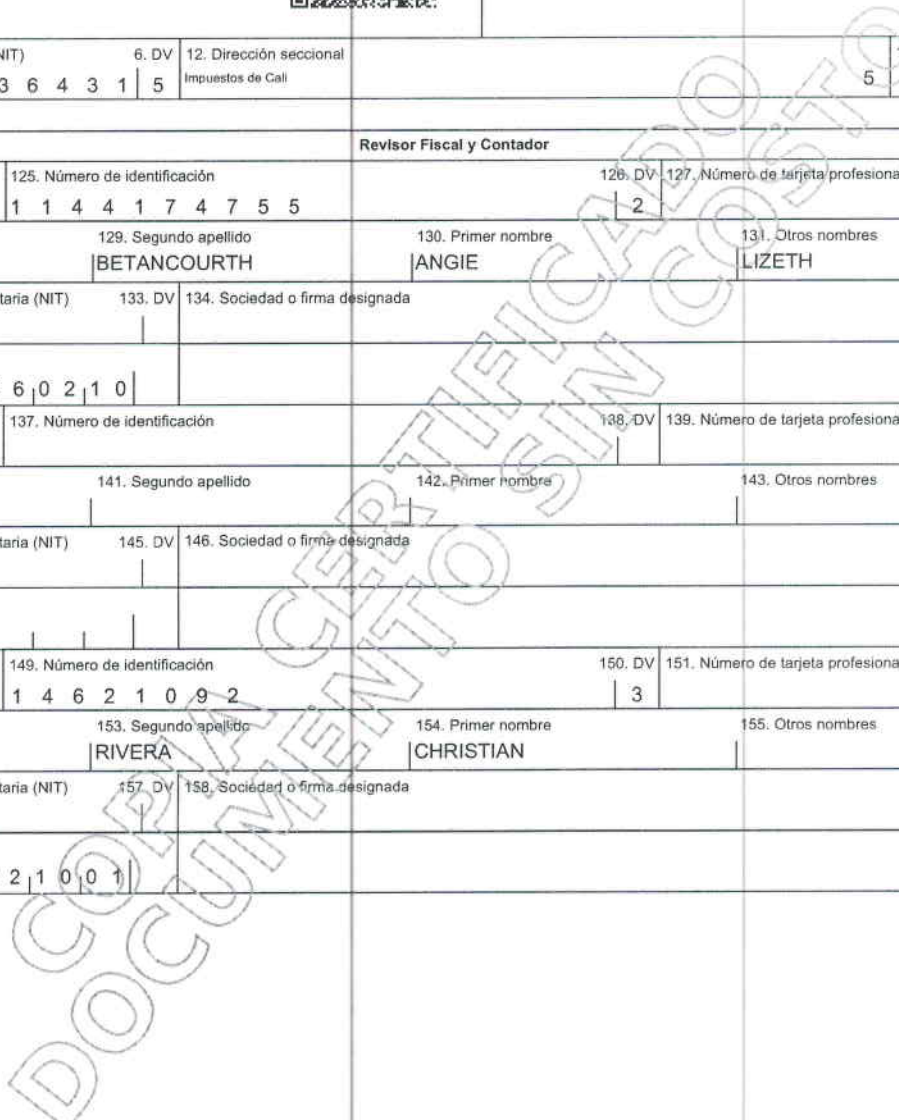 NIT) 6. DV 12. Dirección seccional
3 6 4 3 1 5 Impuestos de Cali 5
Revisor Fiscal y Contador
125. Número de identificación 126. DV 127. Número de tarjeta profesiona
1 1 4 4 1 7 4 7 5 5 2
129. Segundo apellido 130. Primer nombre 131. Otros nombres
BETANCOURTH ANGIE LIZETH
taria (NIT) 133. DV 134. Sociedad o firma designada
6 0 2 1 0
137. Número de identificación 138. DV 139. Número de tarjeta profesiona
141. Segundo apellido 142. Primer nombre 143. Otros nombres
taria (NIT) 145. DV 146. Sociedad o firma designada
149. Número de identificación 150. DV 151. Número de tarjeta profesiona
1 4 6 2 1 0 9 2 3
153. Segundo apellido 154. Primer nombre 155. Otros nombres
RIVERA CHRISTIAN
taria (NIT) 157. DV 158. Sociedad o firma designada
2 1 0 0 1
COPIA CERTIFICADO
DOCUMIENTO SIN COSTO